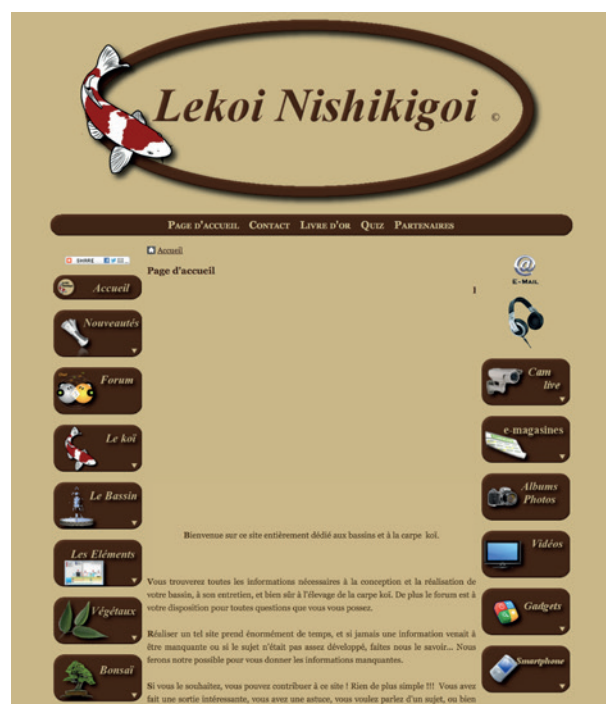 Lekoi Nishikigoi ©
Page d'accueil Contact Livre d'or Quiz Partenaires
SHARE
Accueil
Page d'accueil
l
Accueil
Nouveautés
Forum
Le koï
Le Bassin
Les Eléments
Végétaux
Bonsaï
E-Mail
Cam
live
e-magasines
Albums
Photos
Vidéos
Gadgets
Smartphone
Bienvenue sur ce site entièrement dédié aux bassins et à la carpe koï.
Vous trouverez toutes les informations nécessaires à la conception et la réalisation de
votre bassin, à son entretien, et bien sûr à l'élevage de la carpe koï. De plus le forum est à
votre disposition pour toutes questions que vous vous possez.
Réaliser un tel site prend énormément de temps, et si jamais une information venait à
être manquante ou si le sujet n'était pas assez développé, faites nous le savoir... Nous
ferons notre possible pour vous donner les informations manquantes.
Si vous le souhaitez, vous pouvez contribuer à ce site ! Rien de plus simple !!! Vous avez
fait une sortie intéressante, vous avez une astuce, vous voulez parler d'un sujet, ou bien